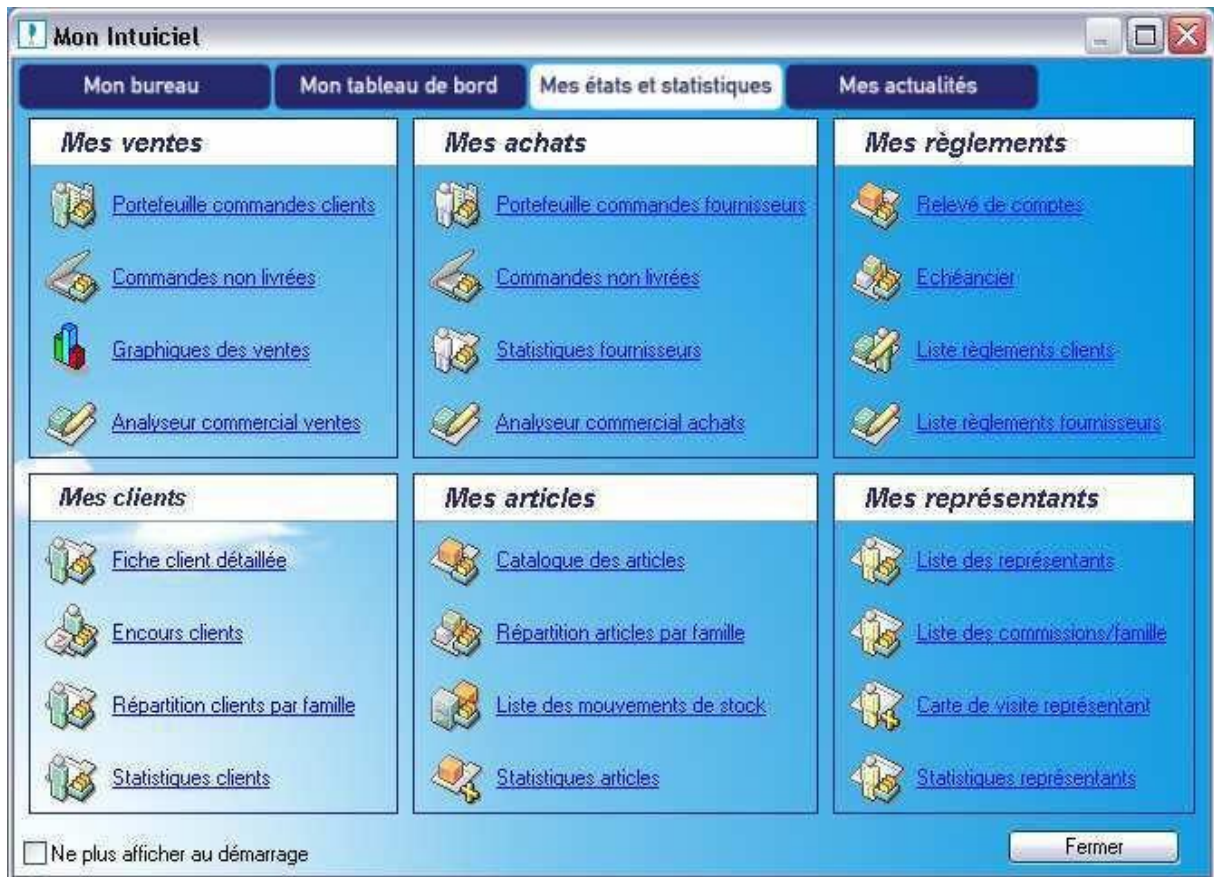 Mon Intuiciel
Mon bureau
Mon tableau de bord
Mes états et statistiques
Mes actualités
Mes ventes
Portefeuille commandes clients
Commandes non livrées
Graphiques des ventes
Analyseur commercial ventes
Mes achats
Portefeuille commandes fournisseurs
Commandes non livrées
Statistiques fournisseurs
Analyseur commercial achats
Mes règlements
Relevé de comptes
Echéancier
Liste règlements clients
Liste règlements fournisseurs
Mes clients
Fiche client détaillée
Encours clients
Répartition clients par famille
Statistiques clients
Mes articles
Catalogue des articles
Répartition articles par famille
Liste des mouvements de stock
Statistiques articles
Mes représentants
Liste des représentants
Liste des commissions/famille
Carte de visite représentant
Statistiques représentants
Ne plus afficher au démarrage
Fermer